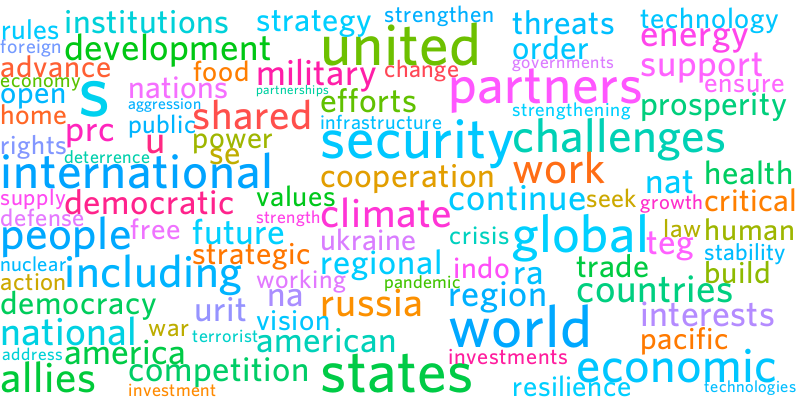 rules institutions strategy strengthen threats technology
foreign development united order energy
advance food military change governments support
economy nations partnerships partners ensure
open s aggression efforts strengthening prosperity
home public shared infrastructure
rights prc u power security challenges
deterrence se
international cooperation work nat health
supply democratic values climate continue seek growth critical
defense strength
people free future ukraine crisis global teg law human
strategic stability
nuclear including working regional indo ra trade build
action na pandemic region countries
democracy urit russia interests
national war vision world pacific
terrorist american
address america investments economic
allies competition states resilience technologies
investment